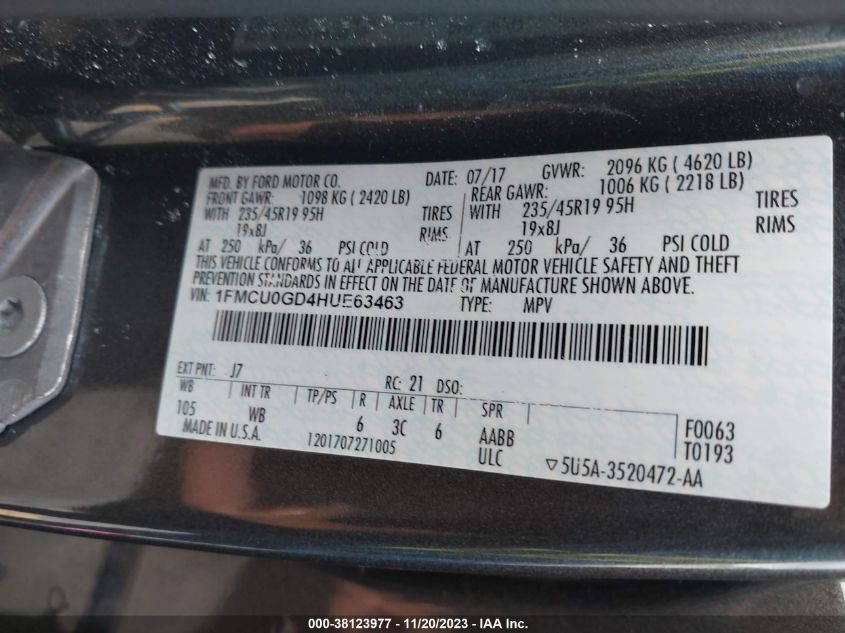 MFD. BY FORD MOTOR CO. DATE: 07/17 GVWR: 2096 KG ( 4620 LB)
FRONT GAWR: 1098 KG ( 2420 LB) REAR GAWR: 1006 KG ( 2218 LB)
WITH 235/45R19 95H TIRES WITH 235/45R19 95H TIRES
19x8J RIMS 19x8J RIMS
AT 250 kPa/ 36 PSI COLD AT 250 kPa/ 36 PSI COLD
THIS VEHICLE CONFORMS TO ALL APPLICABLE FEDERAL MOTOR VEHICLE SAFETY AND THEFT
PREVENTION STANDARDS IN EFFECT ON THE DATE OF MANUFACTURE SHOWN ABOVE.
VIN: 1FMCU0GD4HUE63463 TYPE: MPV
EXT PNT: J7 RC: 21 DSO:
WB INT TR TP/PS R AXLE TR SPR
105 WB 6 3C 6 AABB F0063
MADE IN U.S.A. 1201707271005 ULC T0193
▽5U5A-3520472-AA
000-38123977 - 11/20/2023 - IAA Inc.